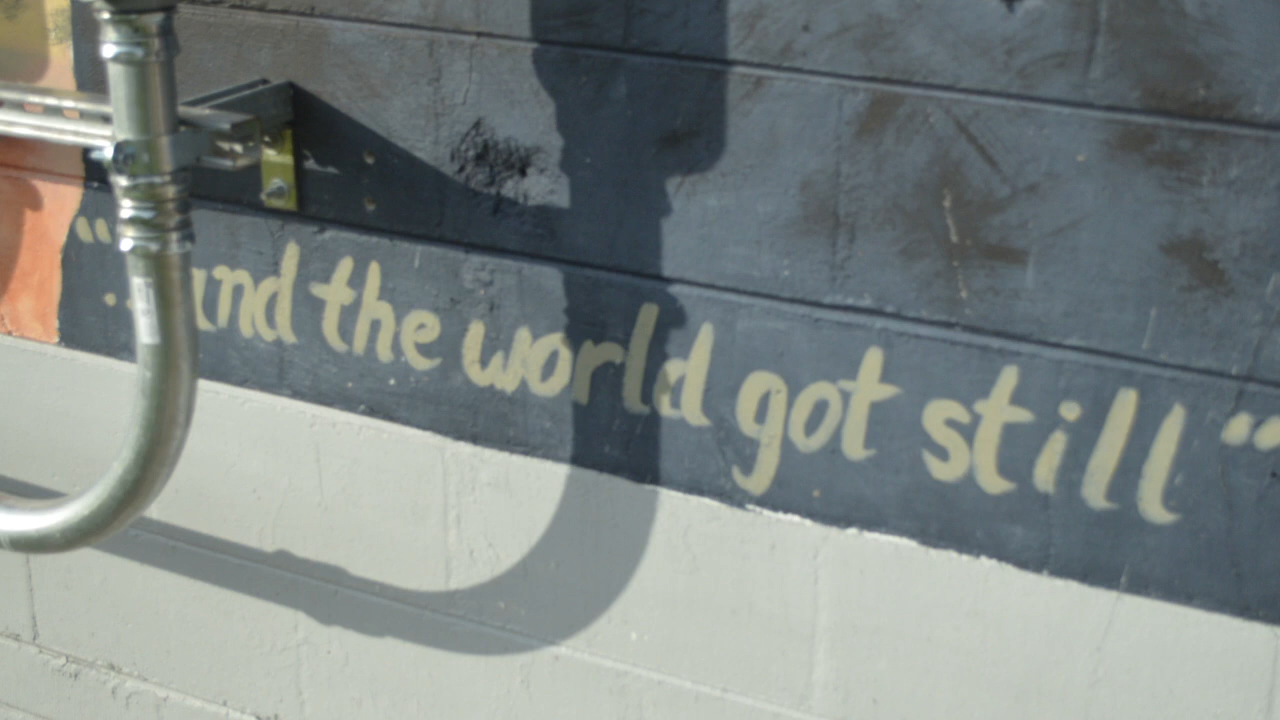 “ ..and the world got still “